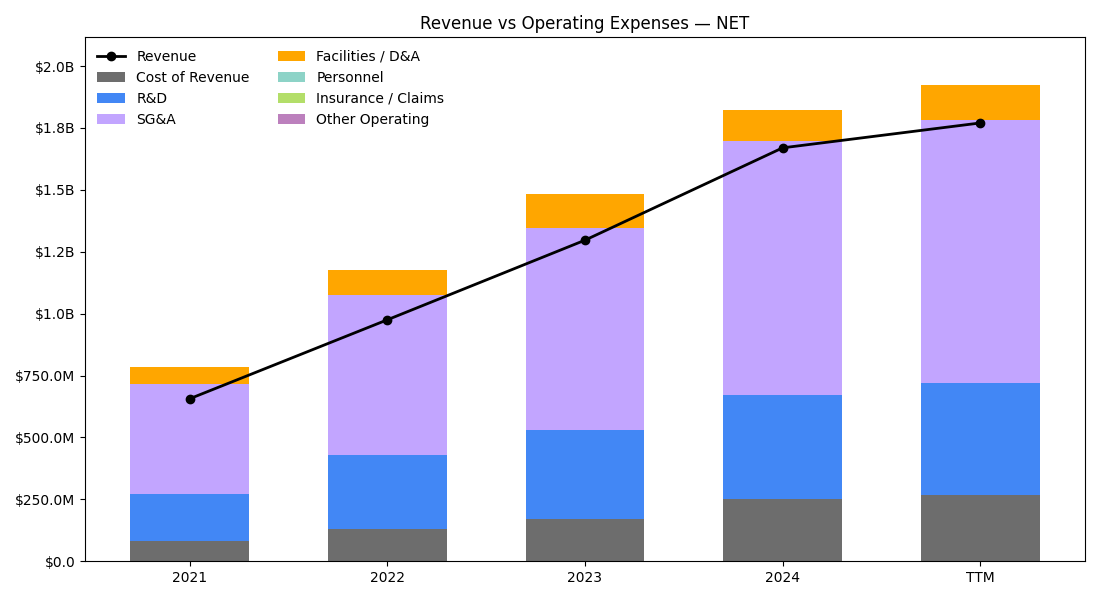 Revenue vs Operating Expenses — NET
Revenue
Cost of Revenue
R&D
SG&A
Facilities / D&A
Personnel
Insurance / Claims
Other Operating
$2.0B
$1.8B
$1.5B
$1.2B
$1.0B
$750.0M
$500.0M
$250.0M
$0.0
2021
2022
2023
2024
TTM